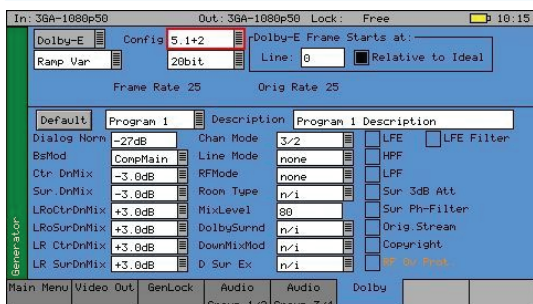 In: 3GA-1080p50 Out: 3GA-1080p50 Lock: Free 10:15
Dolby-E Config 5.1+2 Dolby-E Frame Starts at:
Ramp Var 20bit Line: 0 Relative to Ideal
Frame Rate 25 Orig Rate 25
Default Program 1 Description Program 1 Description
Dialog Norm -27dB Chan Mode 3/2 LFE LFE Filter
BsMod CompMain Line Mode none HPF
Ctr DnMix -3.0dB RFMode none LPF
Sur.DnMix -3.0dB Room Type n/i Sur 3dB Att
LRoCtrDnMix +3.0dB MixLevel 80 Sur Ph-Filter
LRoSurDnMix +3.0dB DolbySurnd n/i Orig.Stream
LR CtrDnMix +3.0dB DownMixMod n/i Copyright
LR SurDnMix +3.0dB D Sur Ex n/i RF Ov Prot.
Generator
Main Menu Video Out GenLock Audio Audio Dolby